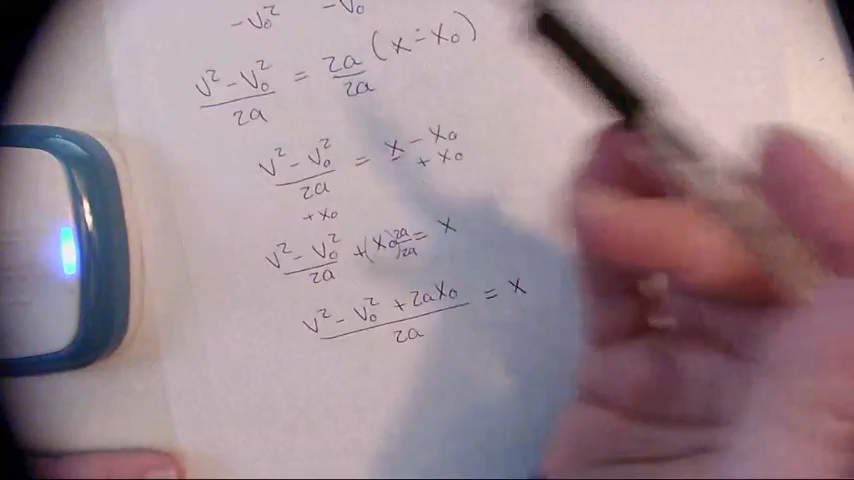 -v₀² -v₀
(v² - v₀²)/2a = 2a/2a (x - x₀)
(v² - v₀²)/2a = x - x₀
+x₀ + x₀
(v² - v₀²)/2a + (x₀)2a/2a = x
(v² - v₀² + 2ax₀)/2a = x